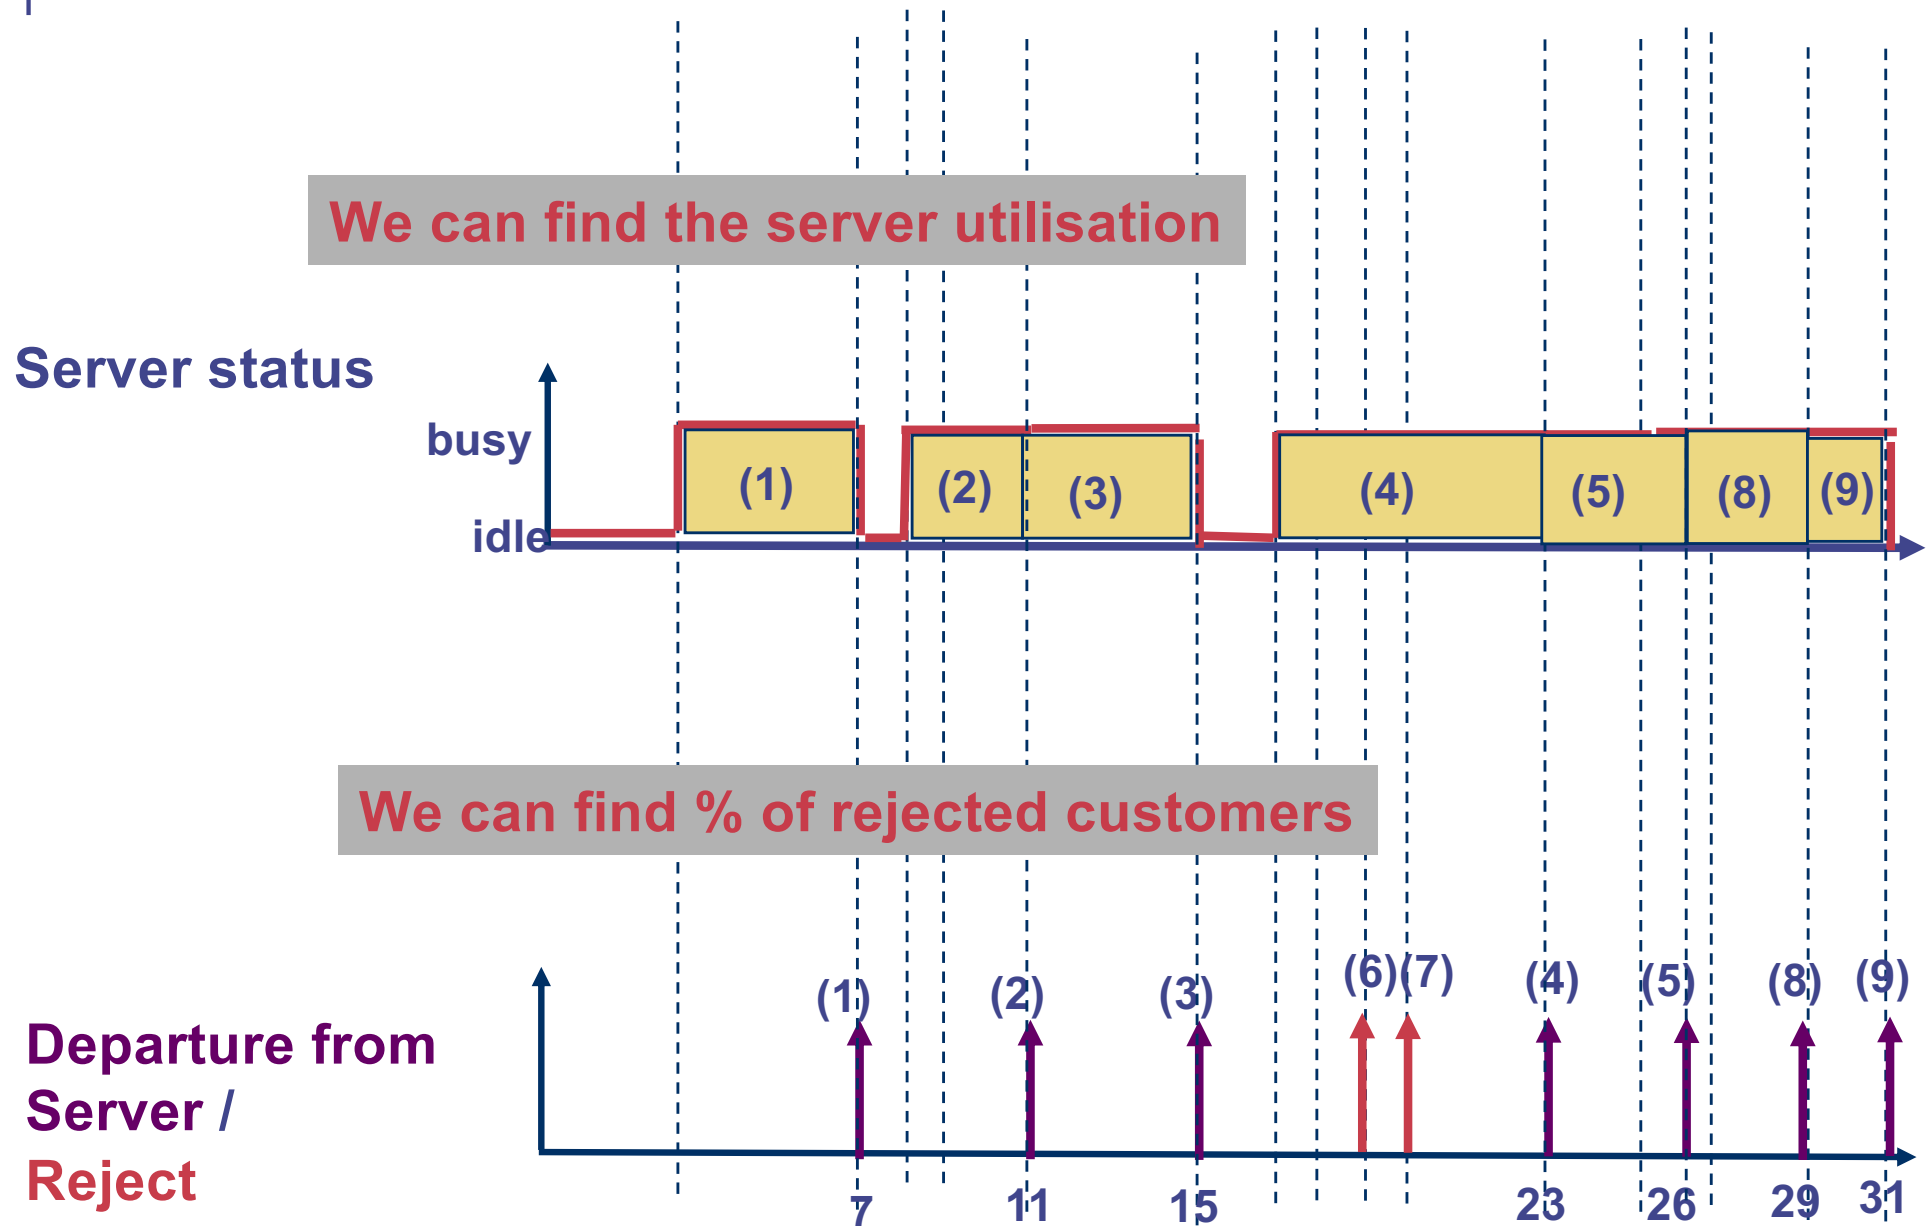 We can find the server utilisation
Server status
busy
(1)
(2)
(3)
(4)
(5)
(8)
(9)
idle
We can find % of rejected customers
(1)
(2)
(3)
(6)
(7)
(4)
(5)
(8)
(9)
Departure from
Server /
Reject
7
11
15
23
26
29
31